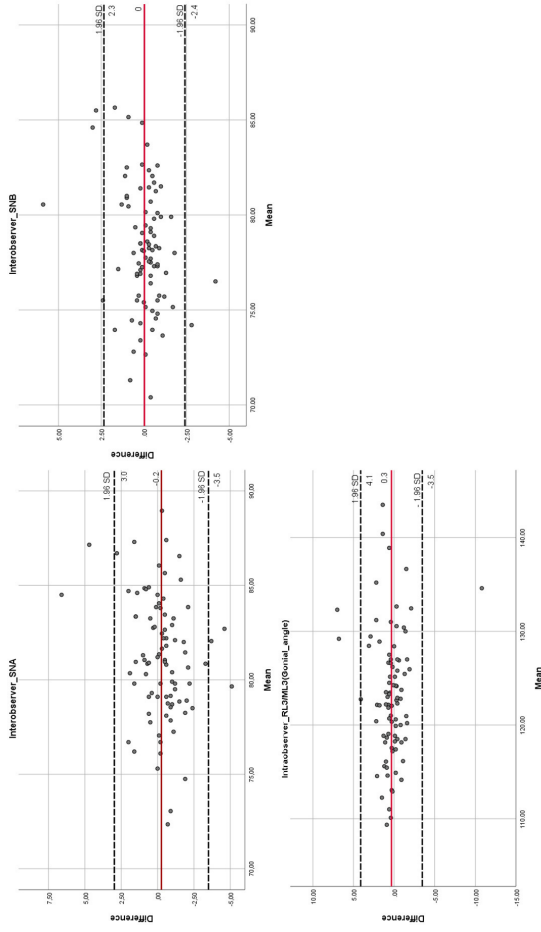 Interobserver_SNA
Difference
7.50
5.00
2.50
.00
-2.50
-5.00
1.96 SD
3.0
-0.2
-1.96 SD
-3.5
70.00 75.00 80.00 85.00 90.00
Mean
Interobserver_SNB
Difference
5.00
2.50
.00
-2.50
-5.00
1.96 SD
2.3
0
-1.96 SD
-2.4
70.00 75.00 80.00 85.00 90.00
Mean
Intraobserver_RL3/ML3(Gonial_angle)
Difference
10.00
5.00
.00
-5.00
-10.00
-15.00
1.96 SD
4.1
0.3
- 1.96 SD
-3.5
110.00 120.00 130.00 140.00
Mean